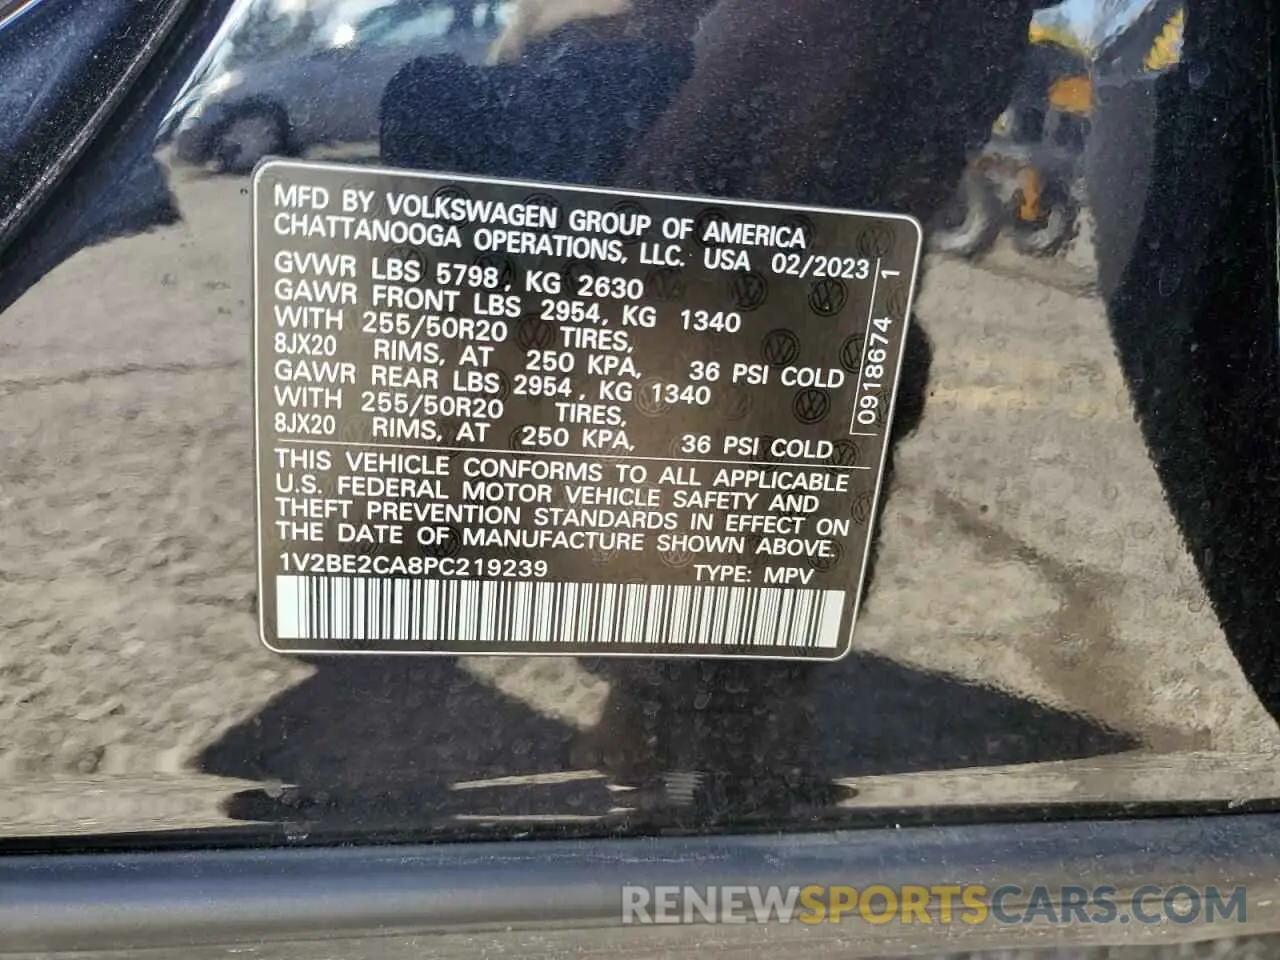 MFD BY VOLKSWAGEN GROUP OF AMERICA
CHATTANOOGA OPERATIONS, LLC. USA 02/2023
GVWR LBS 5798, KG 2630
GAWR FRONT LBS 2954, KG 1340
WITH 255/50R20 TIRES,
8JX20 RIMS, AT 250 KPA, 36 PSI COLD
GAWR REAR LBS 2954, KG 1340
WITH 255/50R20 TIRES,
8JX20 RIMS, AT 250 KPA, 36 PSI COLD
0918674 1
THIS VEHICLE CONFORMS TO ALL APPLICABLE
U.S. FEDERAL MOTOR VEHICLE SAFETY AND
THEFT PREVENTION STANDARDS IN EFFECT ON
THE DATE OF MANUFACTURE SHOWN ABOVE.
1V2BE2CA8PC219239 TYPE: MPV
RENEWSPORTSCARS.COM